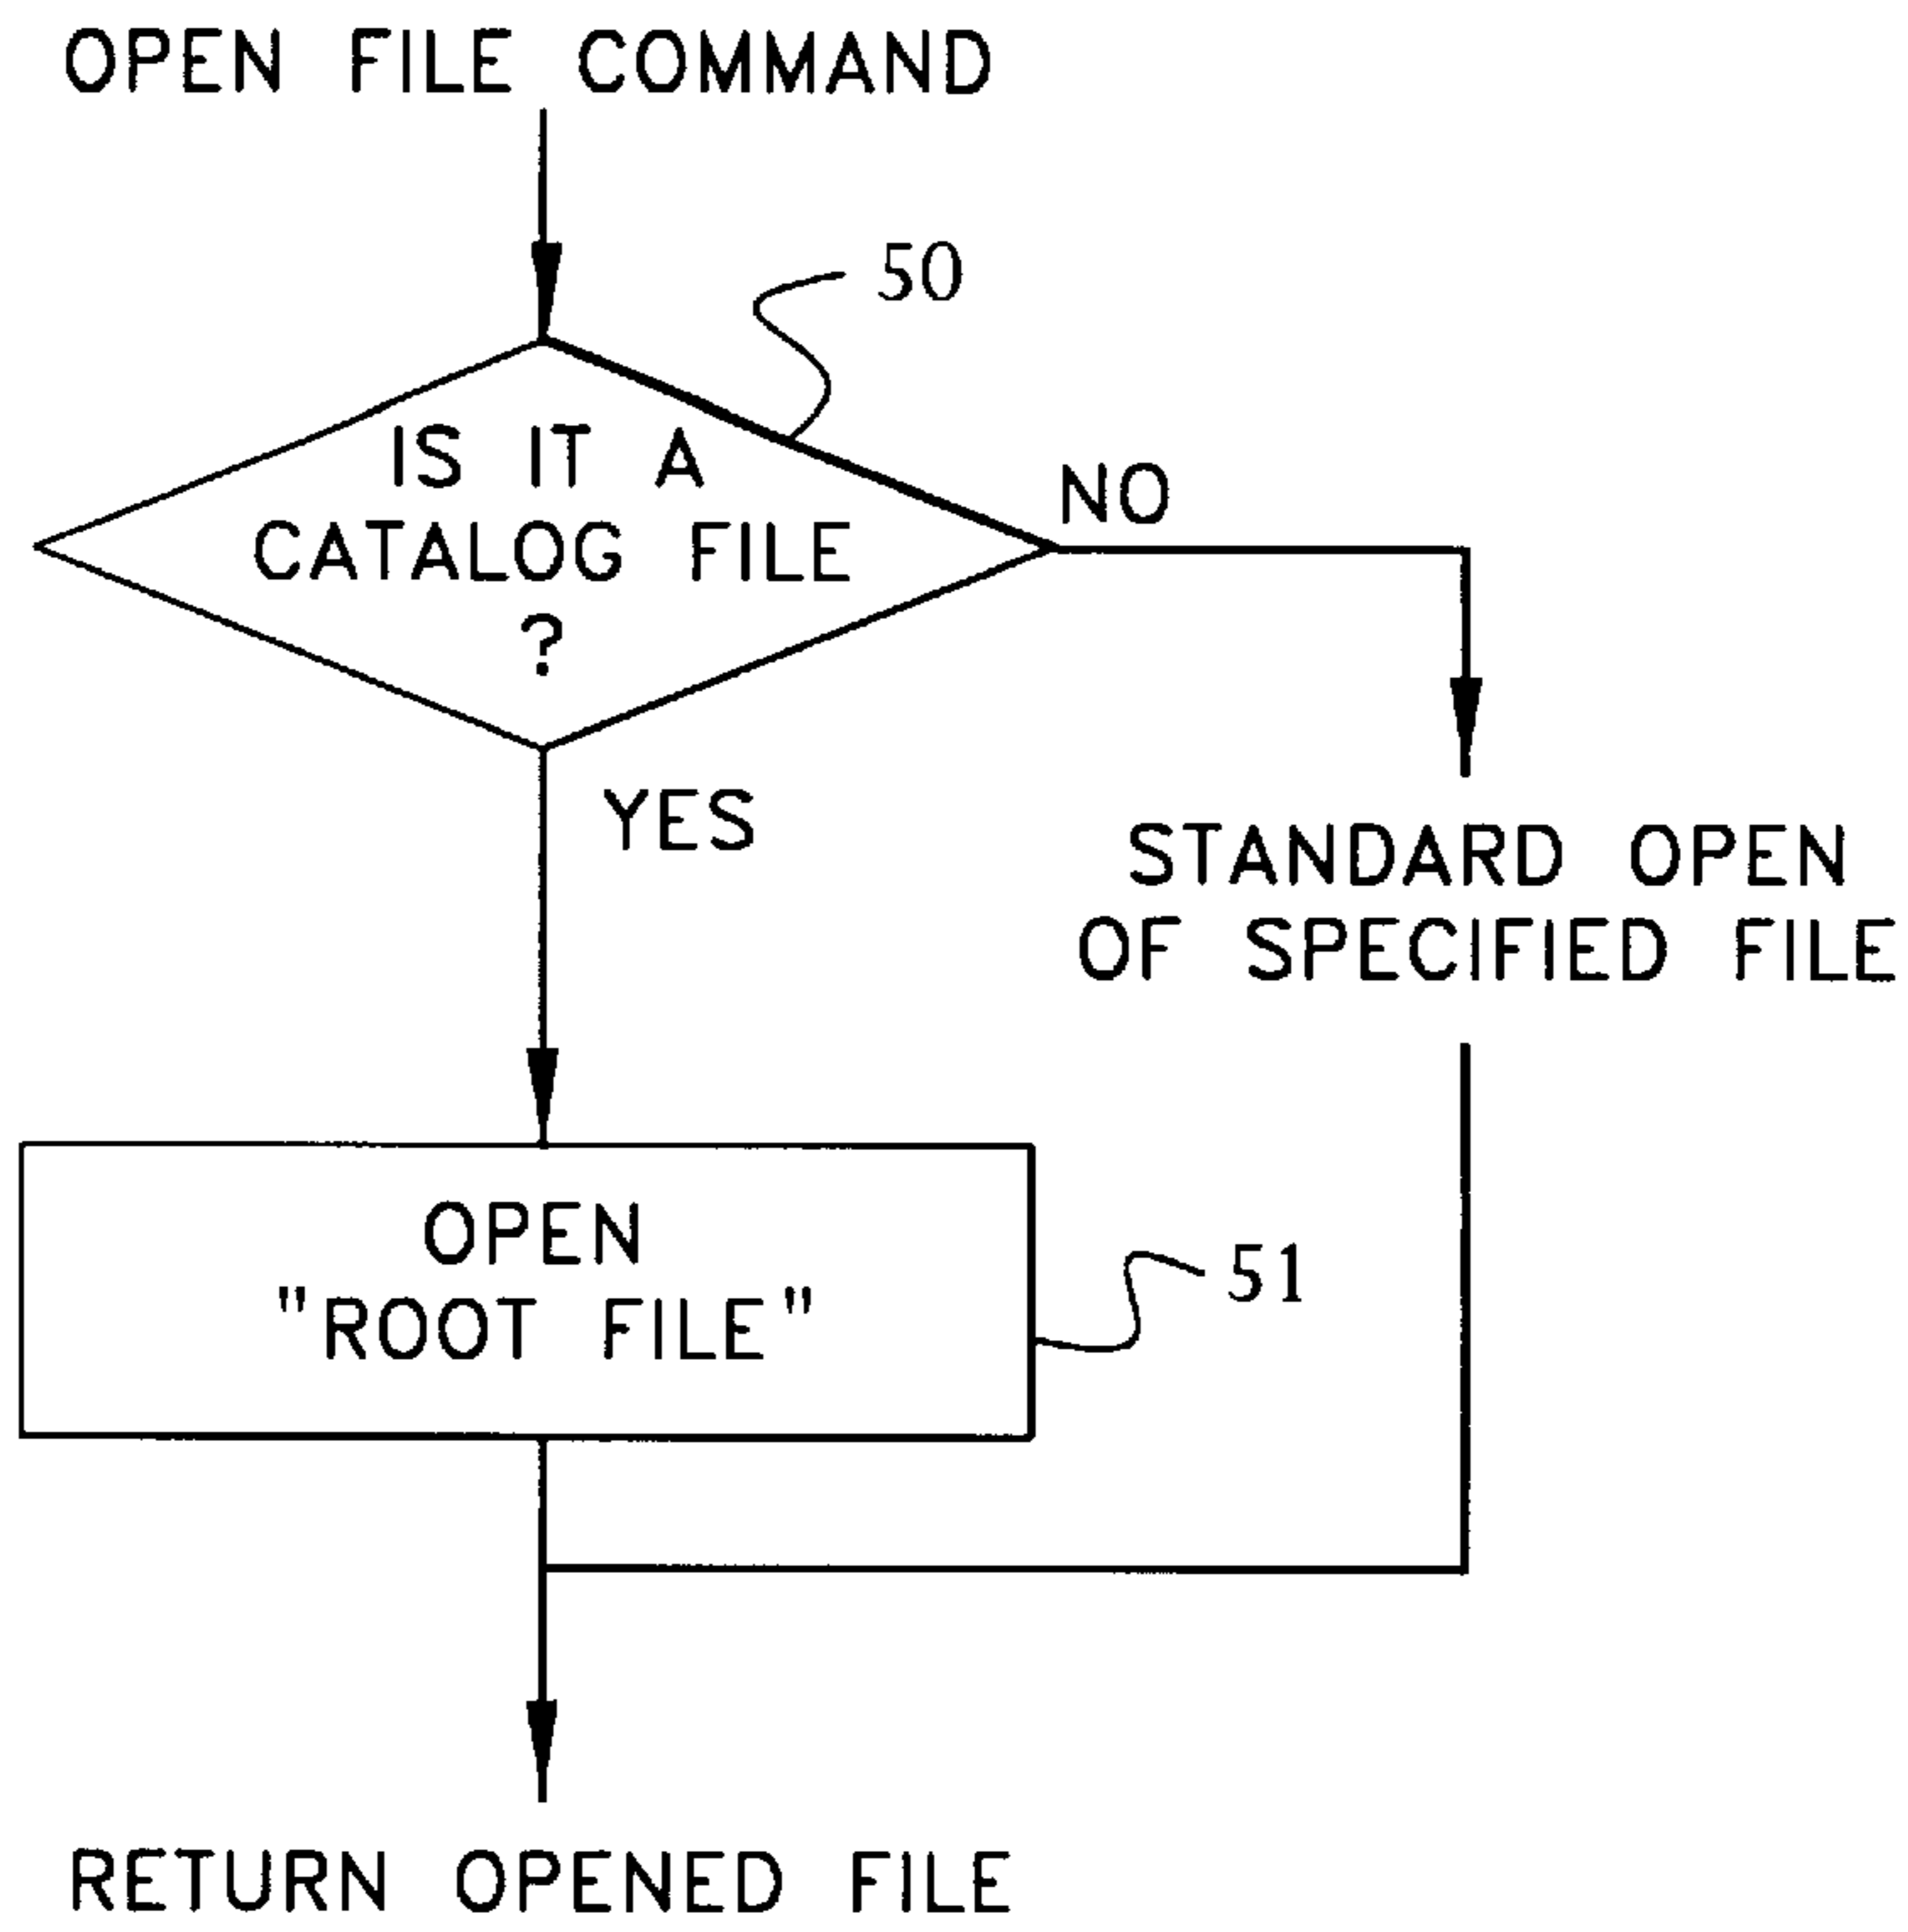 OPEN FILE COMMAND
50
IS IT A
CATALOG FILE
?
NO
YES
STANDARD OPEN
OF SPECIFIED FILE
OPEN
"ROOT FILE"
51
RETURN OPENED FILE